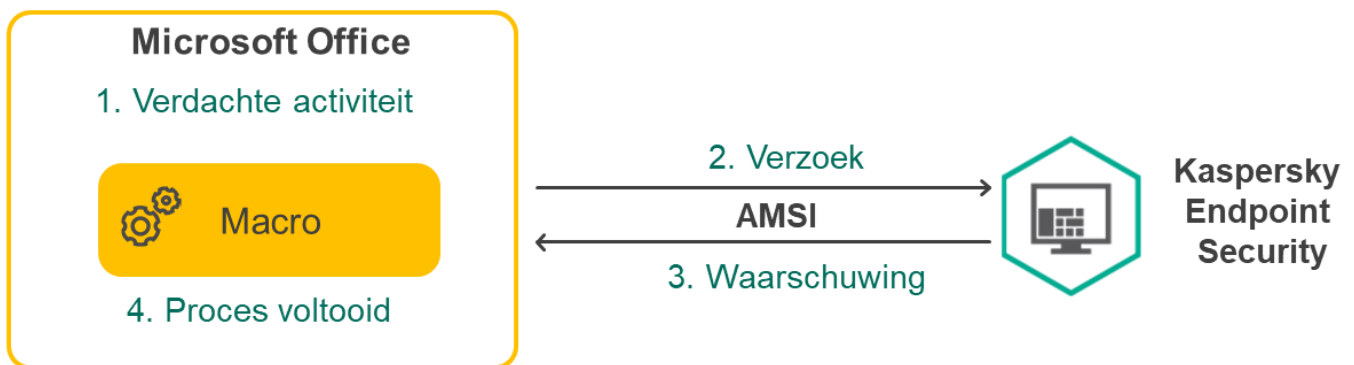 Microsoft Office
1. Verdachte activiteit
Macro
4. Proces voltooid
2. Verzoek
AMSI
3. Waarschuwing
Kaspersky
Endpoint
Security